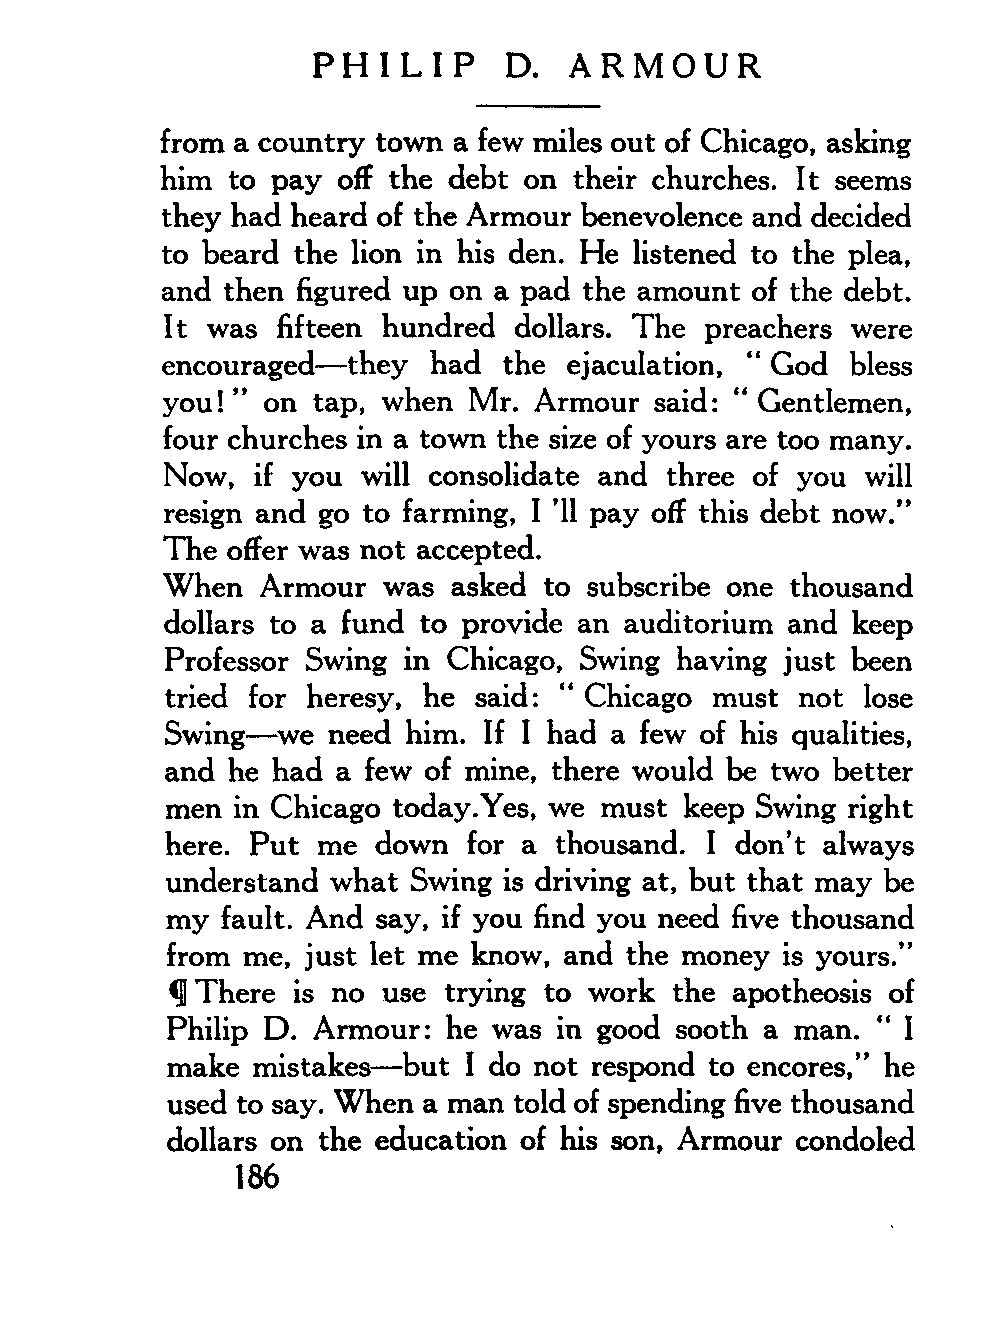 PHILIP D. ARMOUR
from a country town a few miles out of Chicago, asking
him to pay off the debt on their churches. It seems
they had heard of the Armour benevolence and decided
to beard the lion in his den. He listened to the plea,
and then figured up on a pad the amount of the debt.
It was fifteen hundred dollars. The preachers were
encouraged—they had the ejaculation, “ God bless
you! ” on tap, when Mr. Armour said: “ Gentlemen,
four churches in a town the size of yours are too many.
Now, if you will consolidate and three of you will
resign and go to farming, I 'll pay off this debt now.”
The offer was not accepted.
When Armour was asked to subscribe one thousand
dollars to a fund to provide an auditorium and keep
Professor Swing in Chicago, Swing having just been
tried for heresy, he said: “ Chicago must not lose
Swing—we need him. If I had a few of his qualities,
and he had a few of mine, there would be two better
men in Chicago today.Yes, we must keep Swing right
here. Put me down for a thousand. I don't always
understand what Swing is driving at, but that may be
my fault. And say, if you find you need five thousand
from me, just let me know, and the money is yours.”
¶ There is no use trying to work the apotheosis of
Philip D. Armour: he was in good sooth a man. “ I
make mistakes—but I do not respond to encores,” he
used to say. When a man told of spending five thousand
dollars on the education of his son, Armour condoled
186